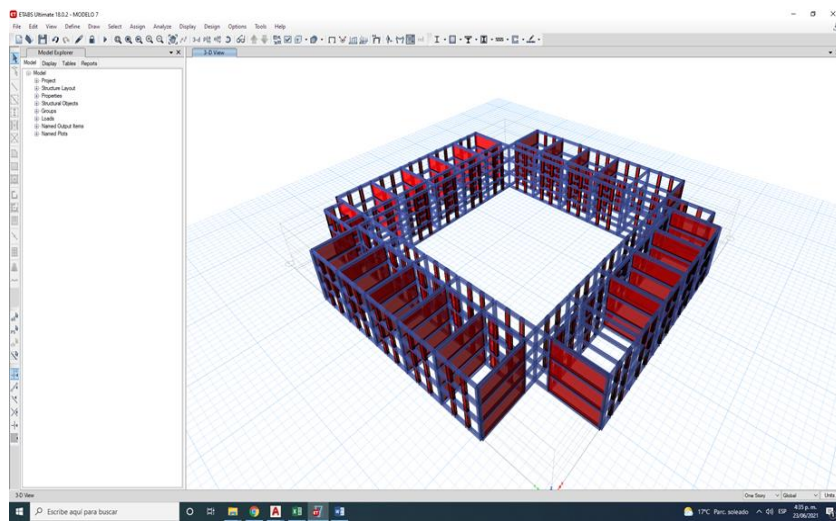 ETABS Ultimate 18.0.2 - MODELO 7
File Edit View Define Draw Select Assign Analyze Display Design Options Tools Help
Model Explorer
3-D View
Model Display Tables Reports
Model
Project
Structure Layout
Properties
Structural Objects
Groups
Loads
Named Output Items
Named Plots
3-D View
One Story
Global
Units
Escribe aquí para buscar
17°C Parc. soleado
ESP
4:35 p. m.
23/06/2021